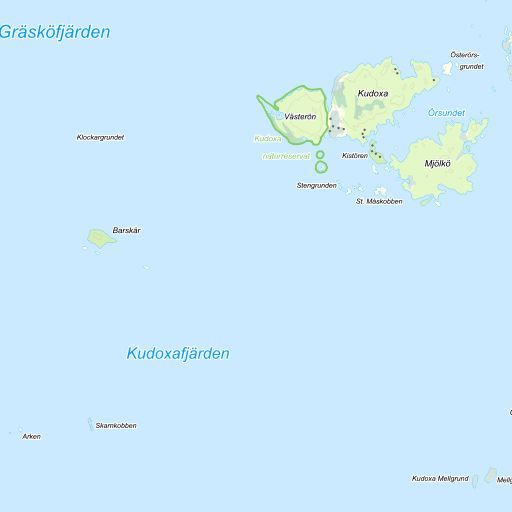 Gräsköfjärden
Österörs-
grundet
Kudoxa
Västerön
Örsundet
Klockargrundet
Kudoxa
naturreservat
Kistören
Mjölkö
Stengrunden
St. Måskobben
Barskär
Kudoxafjärden
Skarnkobben
Arken
Kudoxa Mellgrund